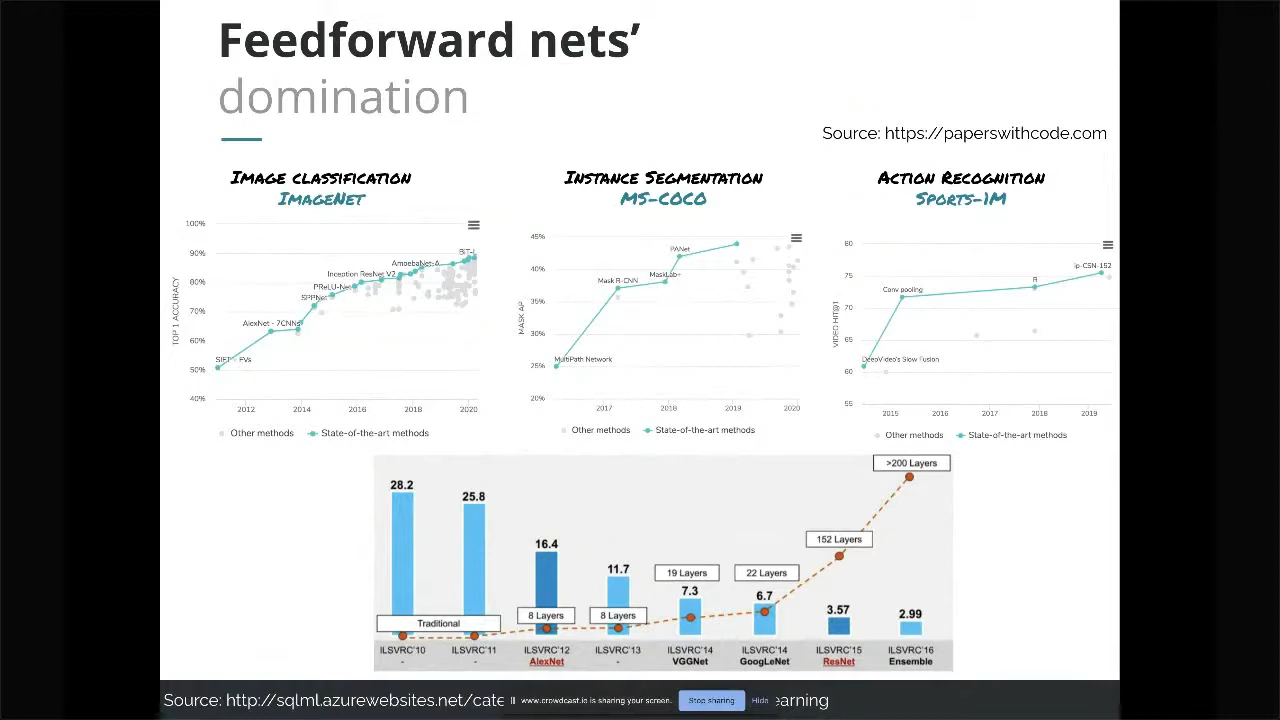 Feedforward nets’
domination
Source: https://paperswithcode.com
Image classification
ImageNet
100%
90%
80%
70%
60%
50%
40%
TOP 1 ACCURACY
SIFT + FVs
AlexNet - 7CNNs
SPPNet
PReLU-Net
Inception ResNet V2
AmoebaNet-A
BiT-L
2012 2014 2016 2018 2020
Other methods State-of-the-art methods
Instance Segmentation
MS-COCO
45%
40%
35%
30%
25%
20%
MASK AP
MultiPath Network
Mask R-CNN
MaskLab+
PANet
2017 2018 2019 2020
Other methods State-of-the-art methods
Action Recognition
Sports-1M
80
75
70
65
60
55
VIDEO HIT@1
DeepVideo's Slow Fusion
Conv pooling
R
ip-CSN-152
2015 2016 2017 2018 2019
Other methods State-of-the-art methods
28.2
25.8
16.4
11.7
7.3
6.7
3.57
2.99
Traditional
8 Layers
8 Layers
19 Layers
22 Layers
152 Layers
>200 Layers
ILSVRC'10 ILSVRC'11 ILSVRC'12 ILSVRC'13 ILSVRC'14 ILSVRC'14 ILSVRC'15 ILSVRC'16
- - AlexNet - VGGNet GoogLeNet ResNet Ensemble
Source: http://sqlml.azurewebsites.net/cate
www.crowdcast.io is sharing your screen. Stop sharing Hide
earning